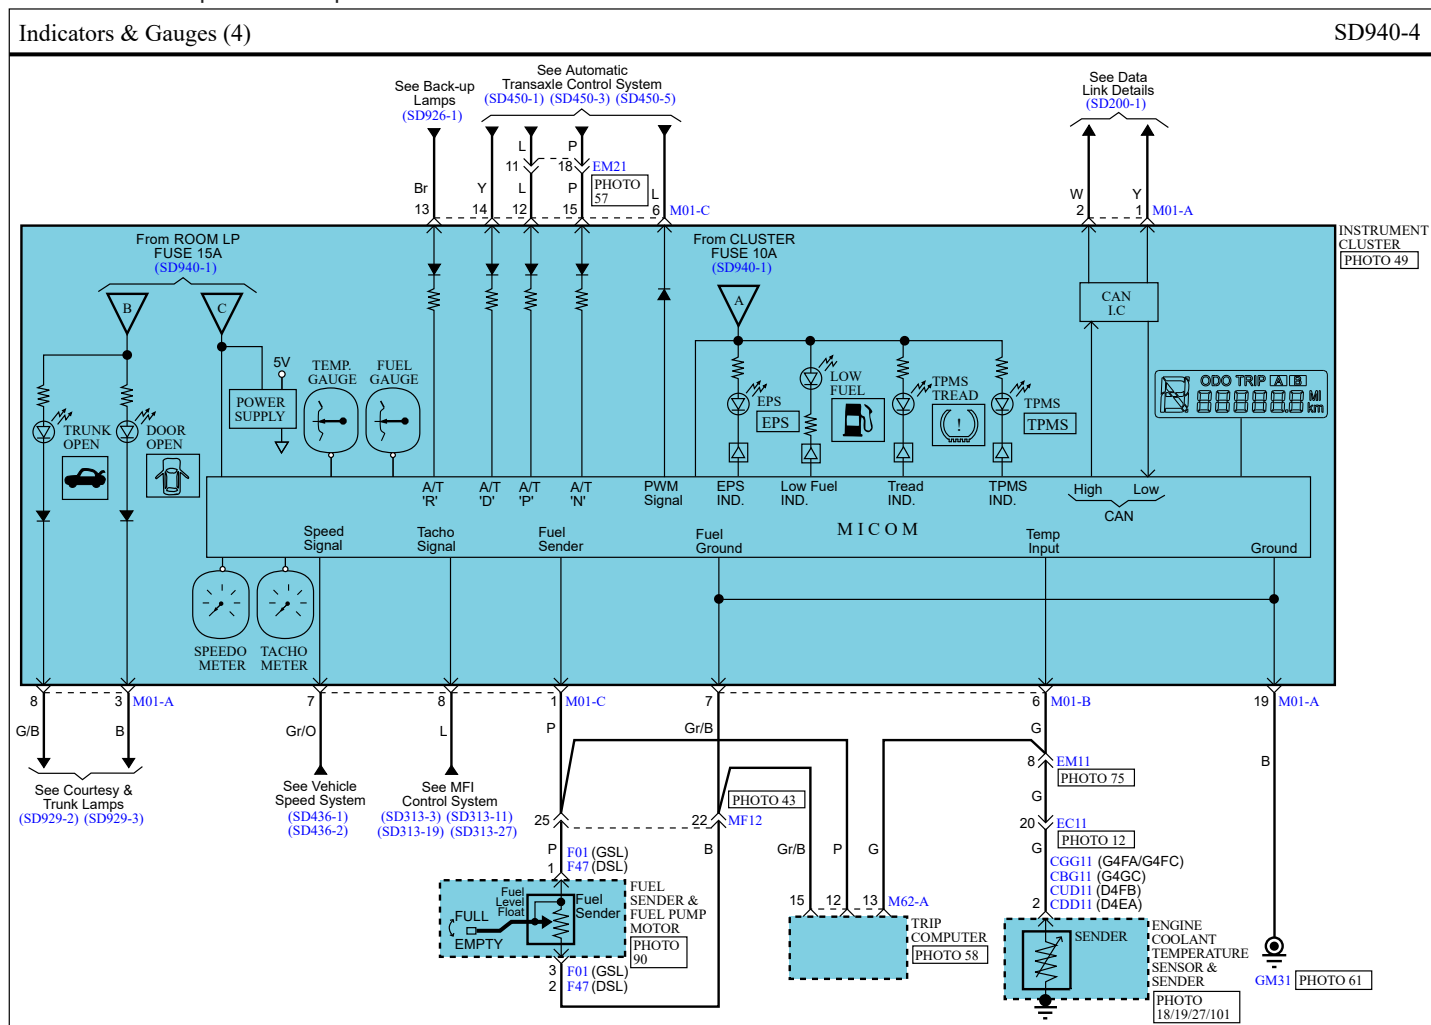 Indicators & Gauges (4)
SD940-4
See Back-up
Lamps
(SD926-1)
See Automatic
Transaxle Control System
(SD450-1) (SD450-3) (SD450-5)
See Data
Link Details
(SD200-1)
L
P
11
18
EM21
PHOTO
57
Br
Y
L
P
L
W
Y
13
14
12
15
6
M01-C
2
1
M01-A
INSTRUMENT
CLUSTER
PHOTO 49
From ROOM LP
FUSE 15A
(SD940-1)
From CLUSTER
FUSE 10A
(SD940-1)
B
C
A
CAN
I.C
5V
POWER
SUPPLY
TEMP.
GAUGE
FUEL
GAUGE
TRUNK
OPEN
DOOR
OPEN
EPS
EPS
LOW
FUEL
TPMS
TREAD
TPMS
TPMS
ODO TRIP A B
MI
km
A/T
'R'
A/T
'D'
A/T
'P'
A/T
'N'
PWM
Signal
EPS
IND.
Low Fuel
IND.
Tread
IND.
TPMS
IND.
High
Low
CAN
MICOM
Speed
Signal
Tacho
Signal
Fuel
Sender
Fuel
Ground
Temp
Input
Ground
SPEEDO
METER
TACHO
METER
8
3
M01-A
7
8
1
M01-C
7
6
M01-B
19
M01-A
G/B
B
Gr/O
L
P
Gr/B
G
B
See Courtesy &
Trunk Lamps
(SD929-2) (SD929-3)
See Vehicle
Speed System
(SD436-1)
(SD436-2)
See MFI
Control System
(SD313-3) (SD313-11)
(SD313-19) (SD313-27)
25
22
MF12
PHOTO 43
8
EM11
PHOTO 75
G
20
EC11
PHOTO 12
G
P
B
Gr/B
P
G
1
F01 (GSL)
F47 (DSL)
CGG11 (G4FA/G4FC)
CBG11 (G4GC)
CUD11 (D4FB)
CDD11 (D4EA)
2
Fuel
Level
Float
Fuel
Sender
FULL
EMPTY
FUEL
SENDER &
FUEL PUMP
MOTOR
PHOTO
90
3
2
F01 (GSL)
F47 (DSL)
15
12
13
M62-A
TRIP
COMPUTER
PHOTO 58
SENDER
ENGINE
COOLANT
TEMPERATURE
SENSOR &
SENDER
PHOTO
18/19/27/101
GM31
PHOTO 61